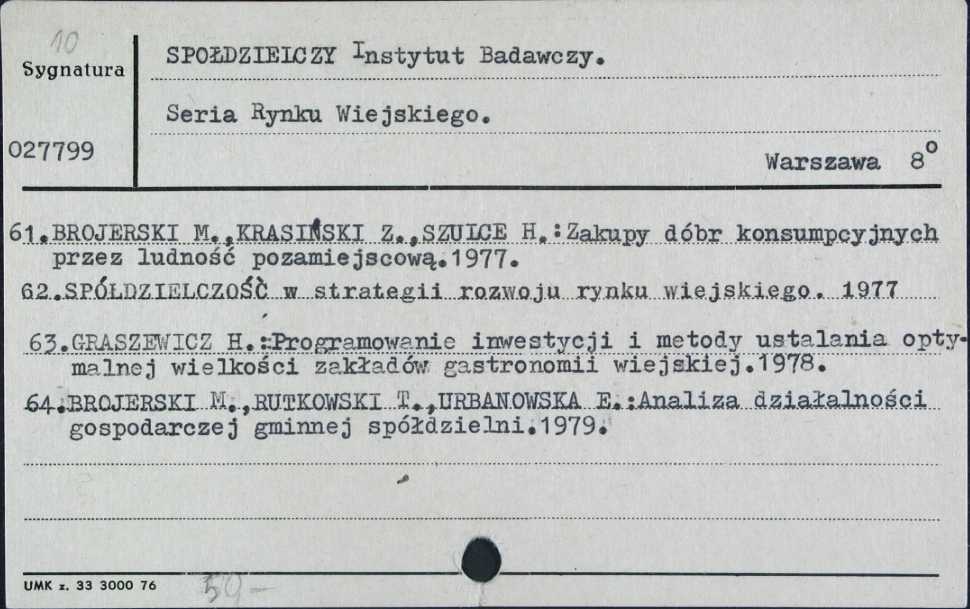 10
Sygnatura
SPOŁDZIELCZY Instytut Badawczy.
Seria Rynku Wiejskiego.
027799
Warszawa 8°
61.BROJERSKI M.,KRASIŃSKI Z.,SZULCE H.:Zakupy dóbr konsumpcyjnych
przez ludność pozamiejscową.1977.
62.SPÓŁDZIELCZOŚĆ w strategii rozwoju rynku wiejskiego. 1977
63.GRASZEWICZ H.:Programowanie inwestycji i metody ustalania opty-
malnej wielkości zakładów gastronomii wiejskiej.1978.
64.BROJERSKI M.,RUTKOWSKI T.,URBANOWSKA E.:Analiza działalności
gospodarczej gminnej spółdzielni.1979.
UMK z. 33 3000 76
59-